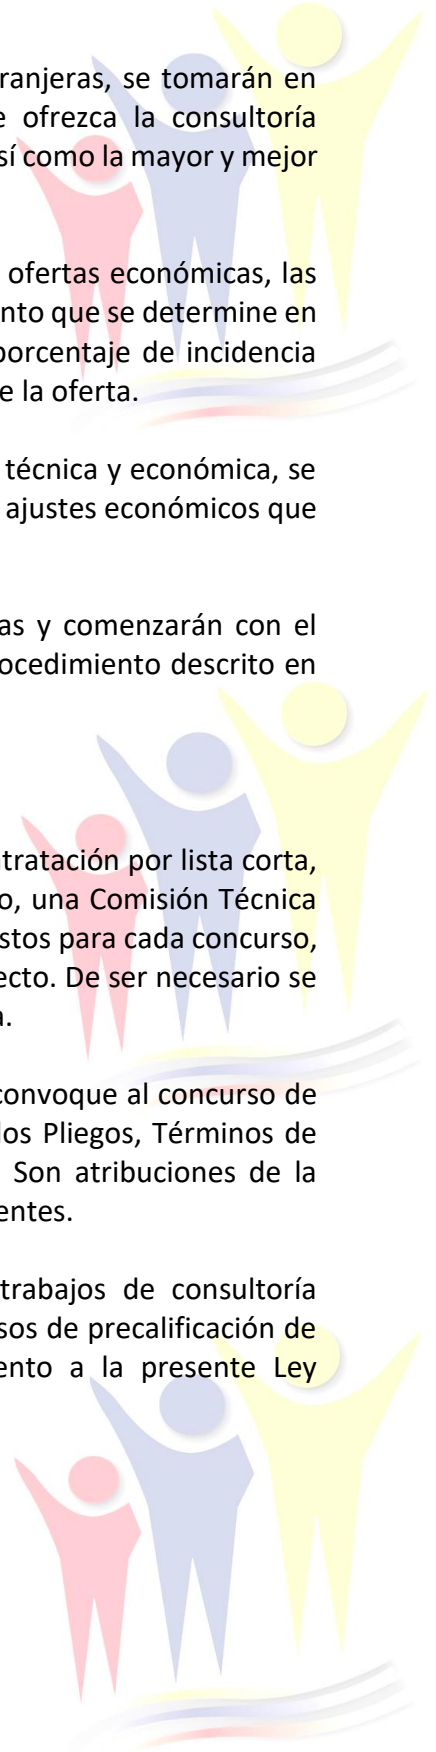 ranjeras, se tomarán en
e ofrezca la consultoría
sí como la mayor y mejor
ofertas económicas, las
nto que se determine en
porcentaje de incidencia
e la oferta.
técnica y económica, se
ajustes económicos que
as y comenzarán con el
rocedimiento descrito en
tratación por lista corta,
o, una Comisión Técnica
stos para cada concurso,
ecto. De ser necesario se
a.
convoque al concurso de
los Pliegos, Términos de
Son atribuciones de la
entes.
trabajos de consultoría
sos de precalificación de
ento a la presente Ley